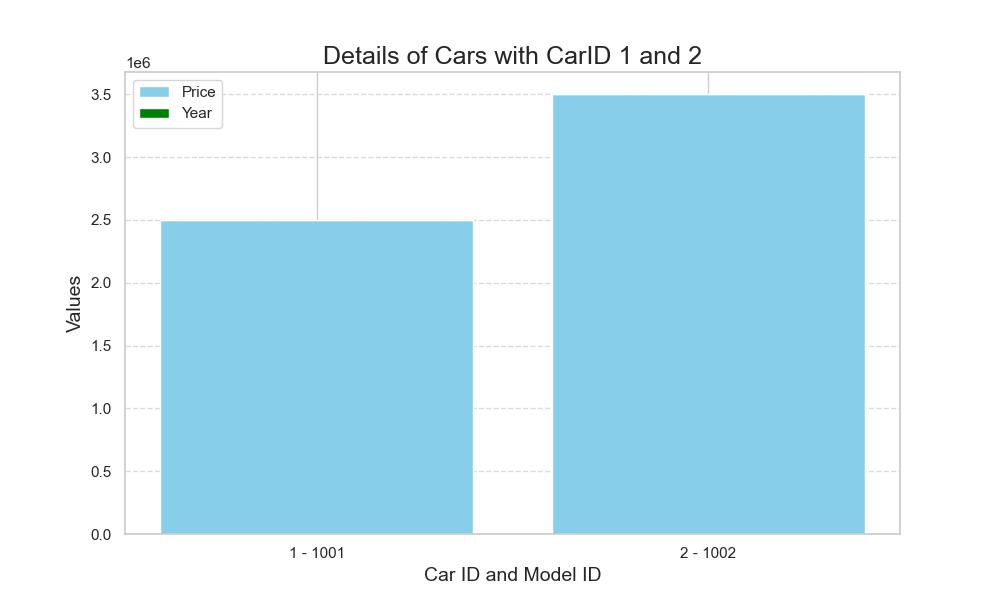 Details of Cars with CarID 1 and 2
1e6
Price
Year
3.5
3.0
2.5
2.0
1.5
1.0
0.5
0.0
Values
1 - 1001
2 - 1002
Car ID and Model ID